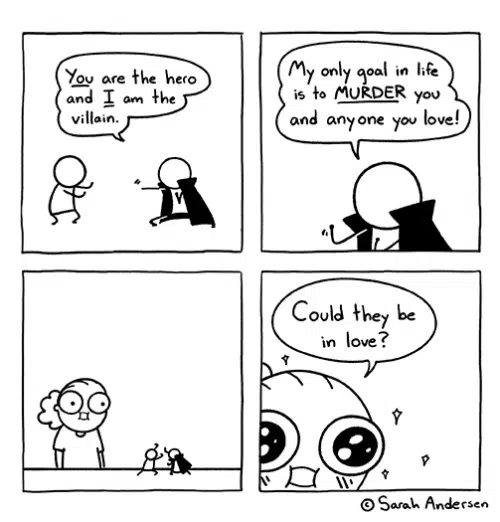 You are the hero
and I am the
villain.
My only goal in life
is to MURDER you
and anyone you love!
Could they be
in love?
© Sarah Andersen